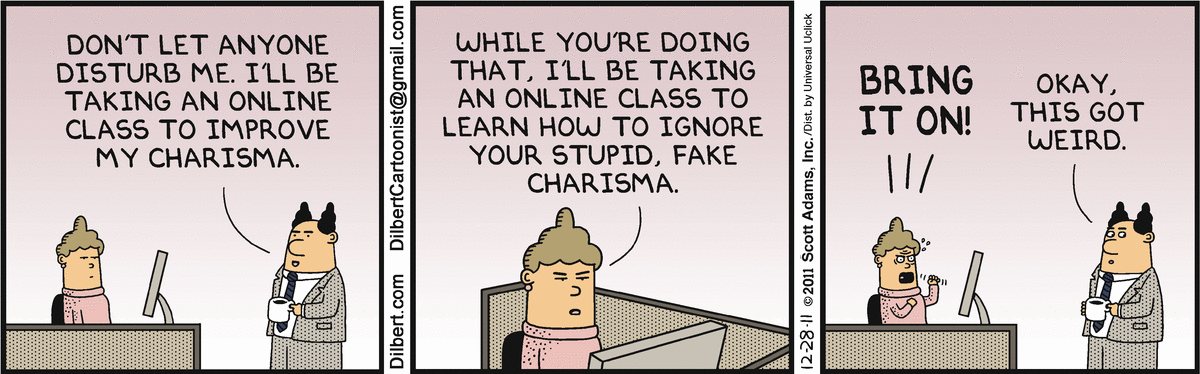 DON'T LET ANYONE
DISTURB ME. I'LL BE
TAKING AN ONLINE
CLASS TO IMPROVE
MY CHARISMA.
Dilbert.com DilbertCartoonist@gmail.com
WHILE YOU'RE DOING
THAT, I'LL BE TAKING
AN ONLINE CLASS TO
LEARN HOW TO IGNORE
YOUR STUPID, FAKE
CHARISMA.
12-28-11 © 2011 Scott Adams, Inc. /Dist. by Universal Uclick
BRING
IT ON!
OKAY,
THIS GOT
WEIRD.